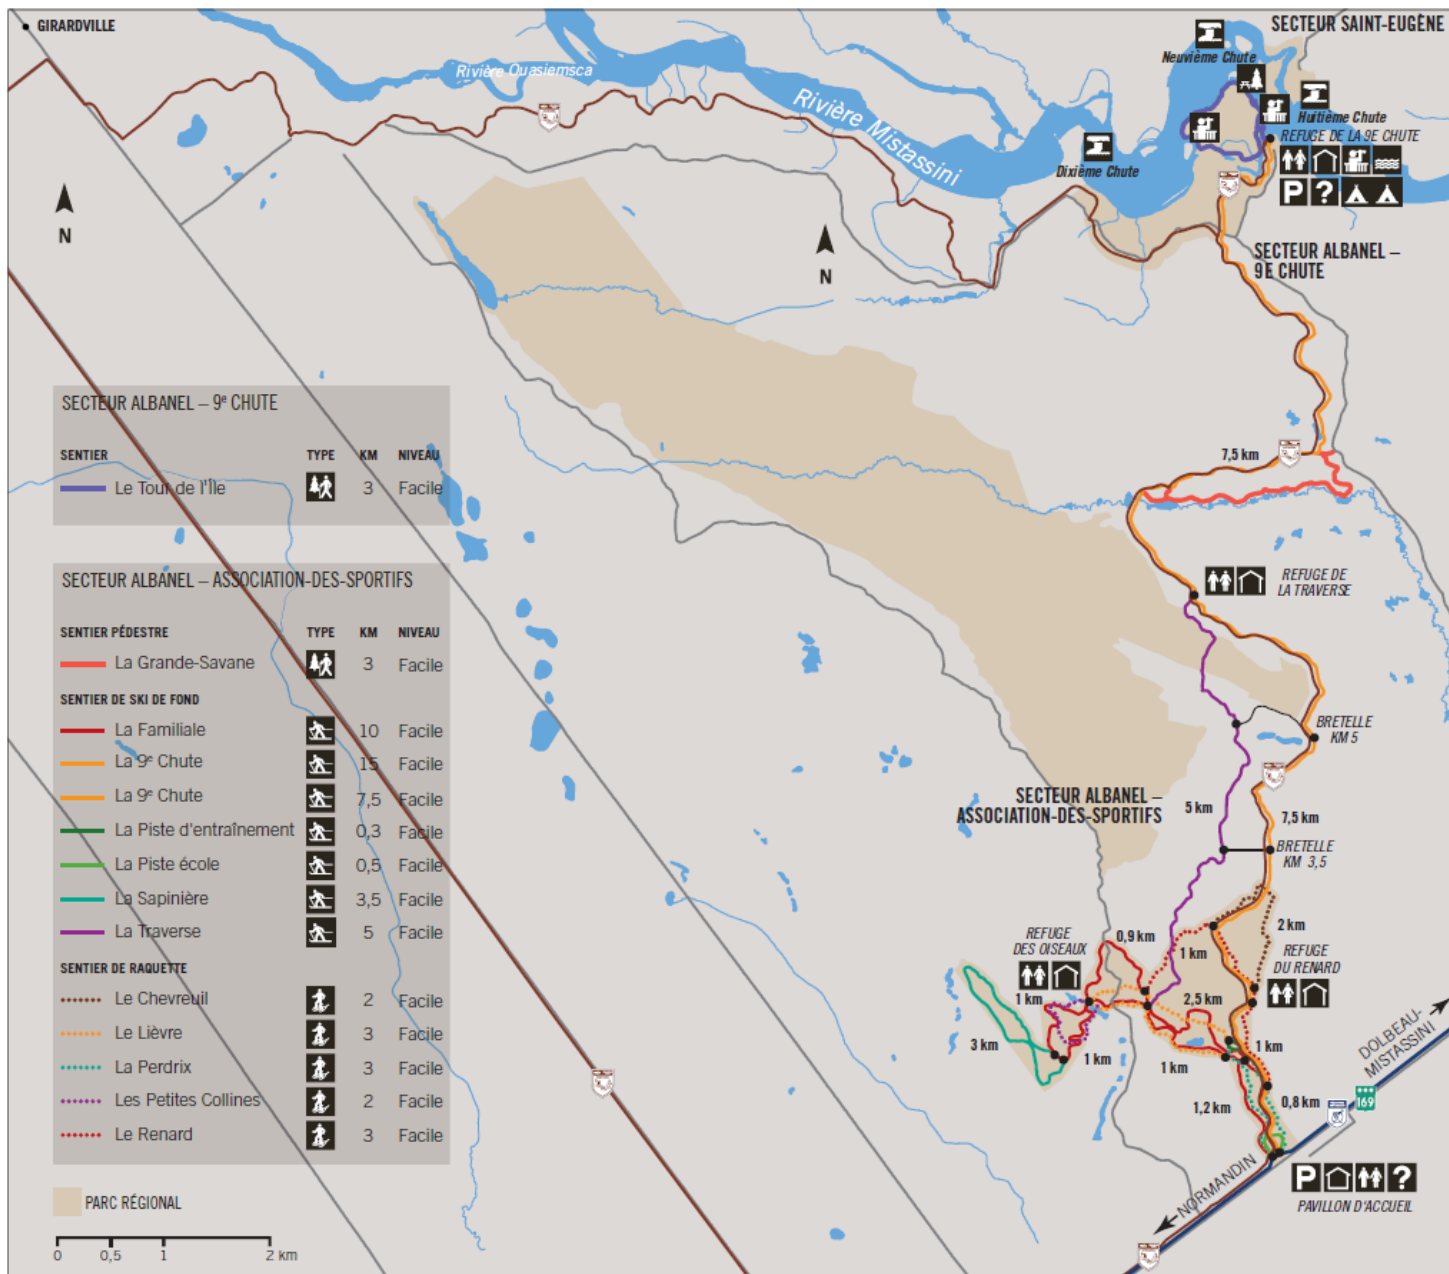 GIRARDVILLE
SECTEUR SAINT-EUGÈNE
Neuvième Chute
Rivière Ouasiemsca
Rivière Mistassini
Huitième Chute
REFUGE DE LA 9E CHUTE
Dixième Chute
P ?
N
N
SECTEUR ALBANEL –
9E CHUTE
SECTEUR ALBANEL – 9e CHUTE
SENTIER TYPE KM NIVEAU
Le Tour de l'Île 3 Facile
7,5 km
SECTEUR ALBANEL – ASSOCIATION-DES-SPORTIFS
SENTIER PÉDESTRE TYPE KM NIVEAU
La Grande-Savane 3 Facile
SENTIER DE SKI DE FOND
La Familiale 10 Facile
La 9e Chute 15 Facile
La 9e Chute 7,5 Facile
La Piste d'entraînement 0,3 Facile
La Piste école 0,5 Facile
La Sapinière 3,5 Facile
La Traverse 5 Facile
SENTIER DE RAQUETTE
Le Chevreuil 2 Facile
Le Lièvre 3 Facile
La Perdrix 3 Facile
Les Petites Collines 2 Facile
Le Renard 3 Facile
PARC RÉGIONAL
0 0,5 1 2 km
REFUGE DE
LA TRAVERSE
BRETELLE
KM 5
SECTEUR ALBANEL –
ASSOCIATION-DES-SPORTIFS
5 km
7,5 km
BRETELLE
KM 3,5
REFUGE
DES OISEAUX
0,9 km
1 km
2 km
REFUGE
DU RENARD
1 km
2,5 km
3 km
1 km
1 km
1 km
1,2 km
0,8 km
DOLBEAU-
MISTASSINI
169
NORMANDIN
P ?
PAVILLON D'ACCUEIL